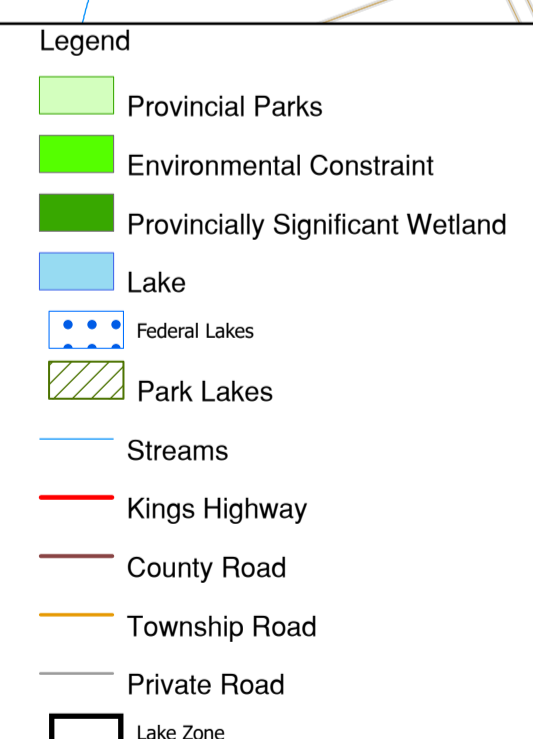 Legend
Provincial Parks
Environmental Constraint
Provincially Significant Wetland
Lake
Federal Lakes
Park Lakes
Streams
Kings Highway
County Road
Township Road
Private Road
Lake Zone